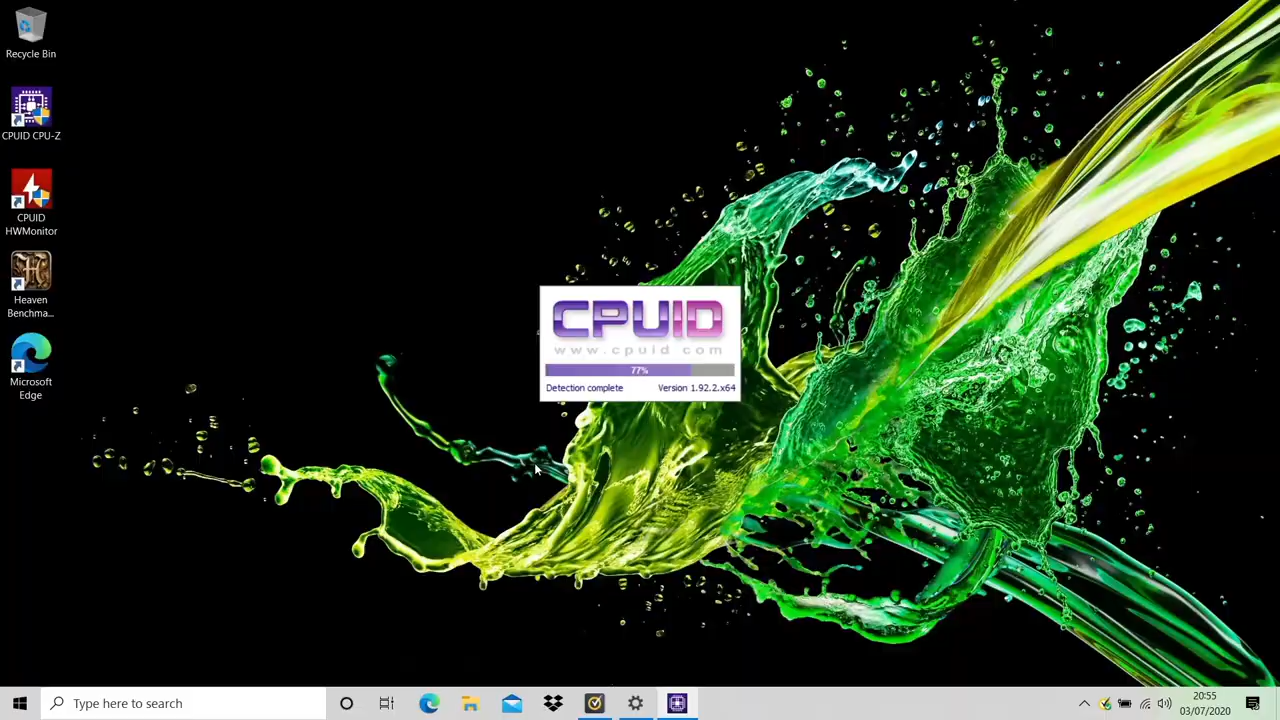 Recycle Bin
CPUID CPU-Z
CPUID
HWMonitor
Heaven
Benchma...
Microsoft
Edge
CPUID
www.cpuid.com
77%
Detection complete
Version 1.92.2.x64
Type here to search
20:55
03/07/2020